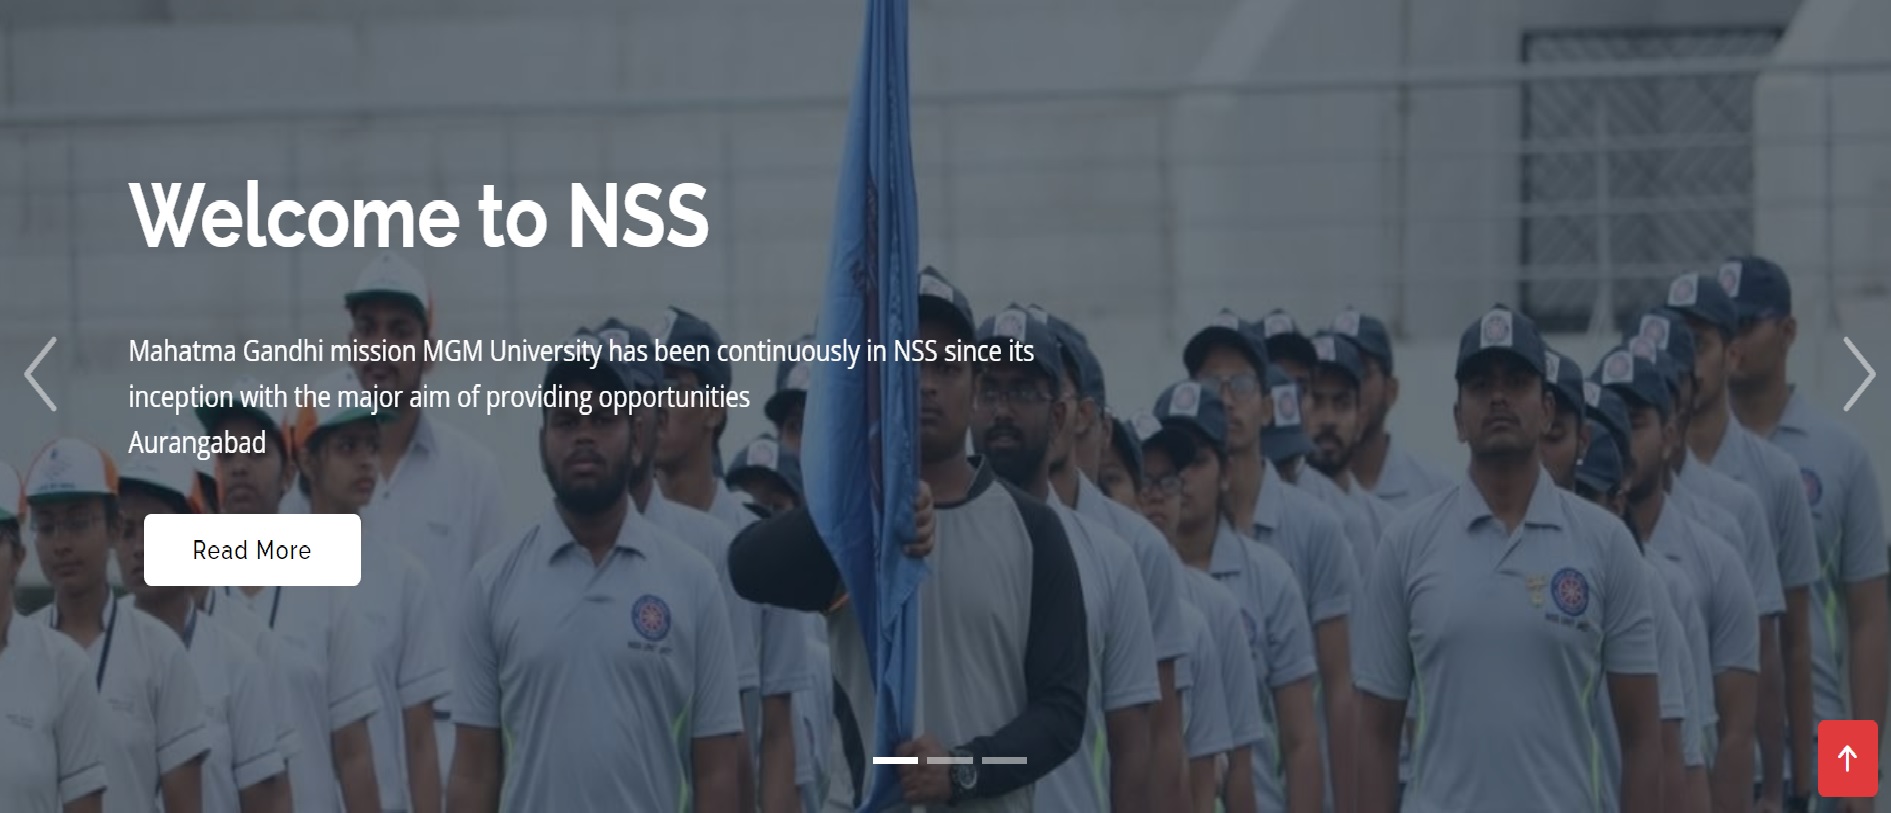 Welcome to NSS
Mahatma Gandhi mission MGM University has been continuously in NSS since its
inception with the major aim of providing opportunities
Aurangabad
Read More